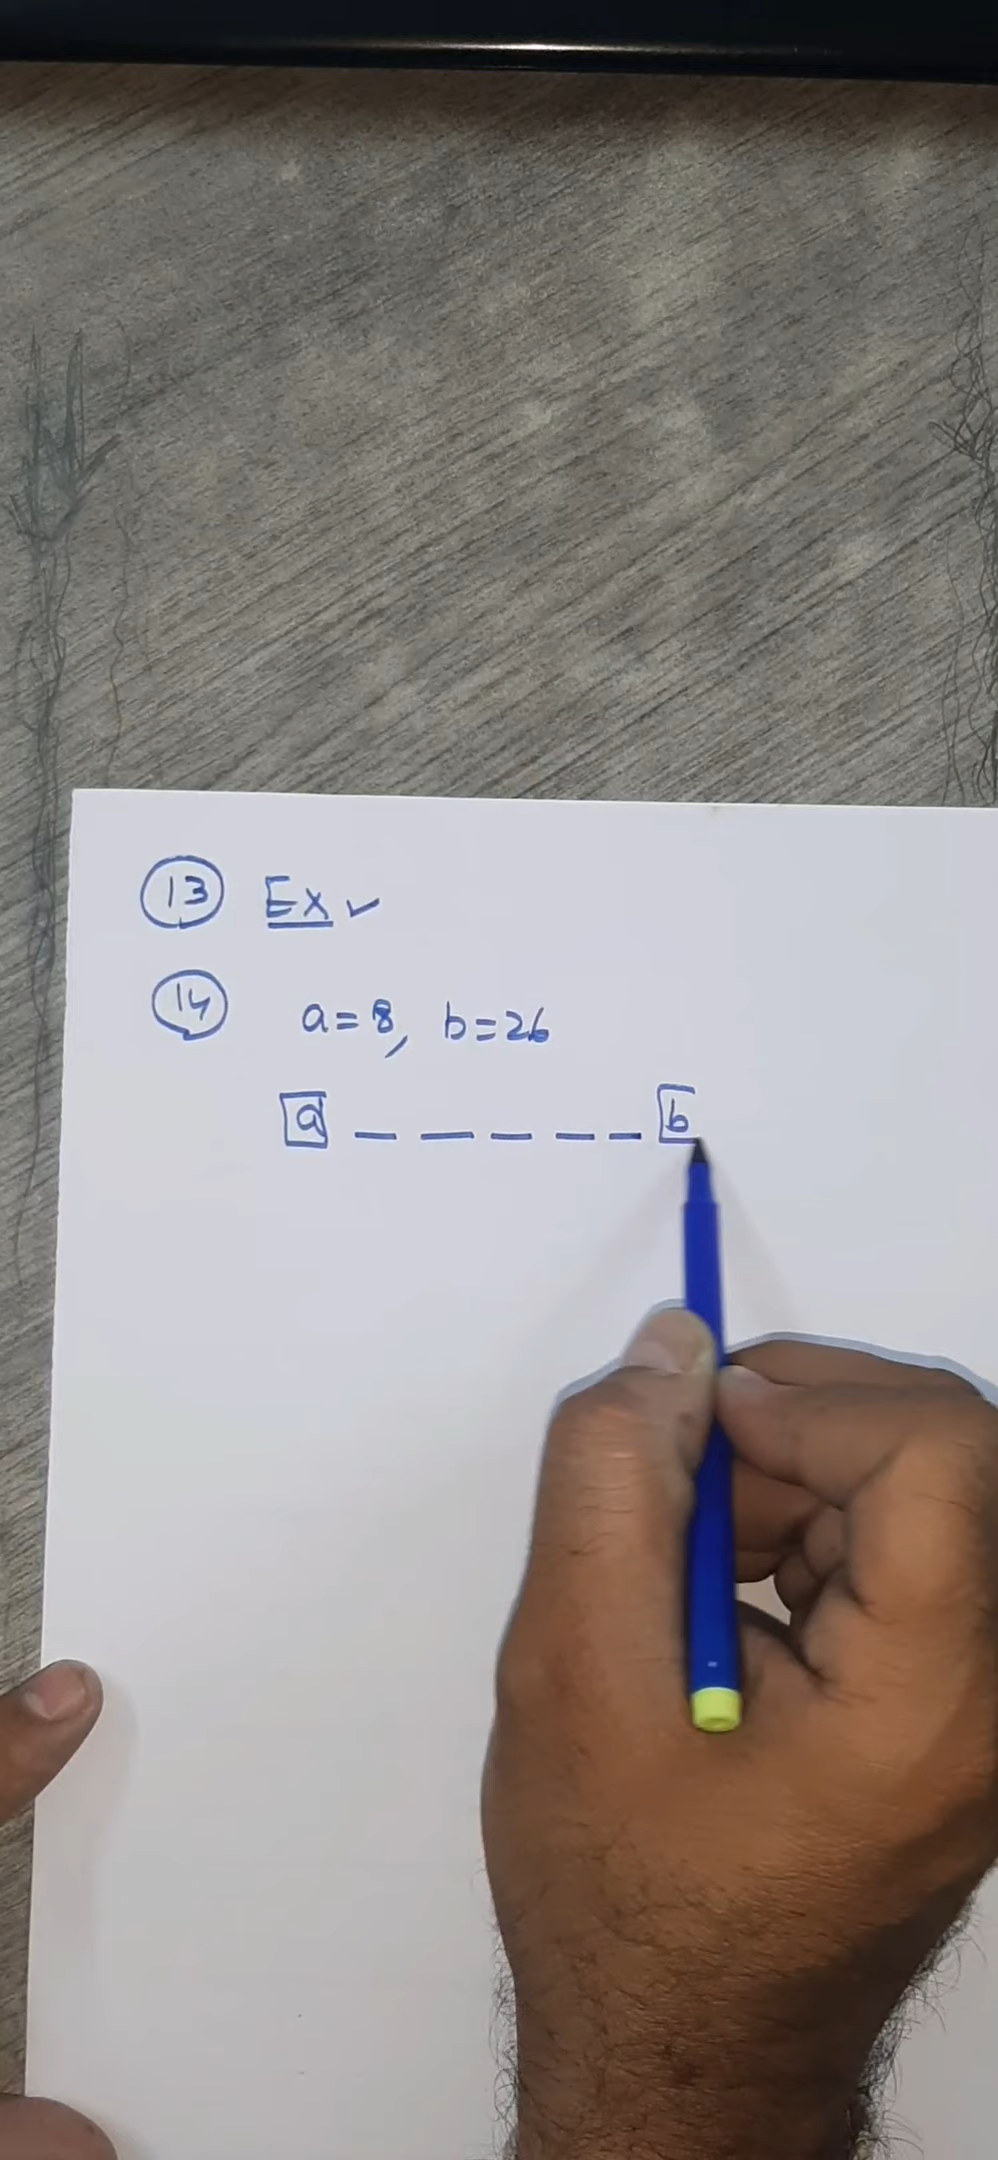 13 Ex ✓
14 a=8, b=26
a _ _ _ _ _ b